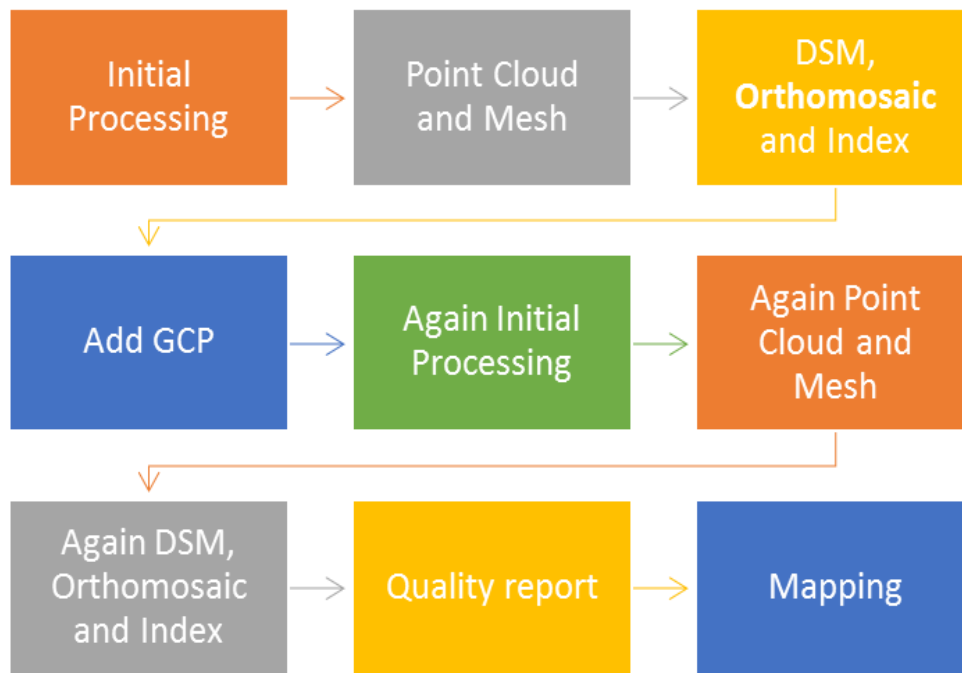 Initial
Processing
Point Cloud
and Mesh
DSM,
Orthomosaic
and Index
Add GCP
Again Initial
Processing
Again Point
Cloud and
Mesh
Again DSM,
Orthomosaic
and Index
Quality report
Mapping